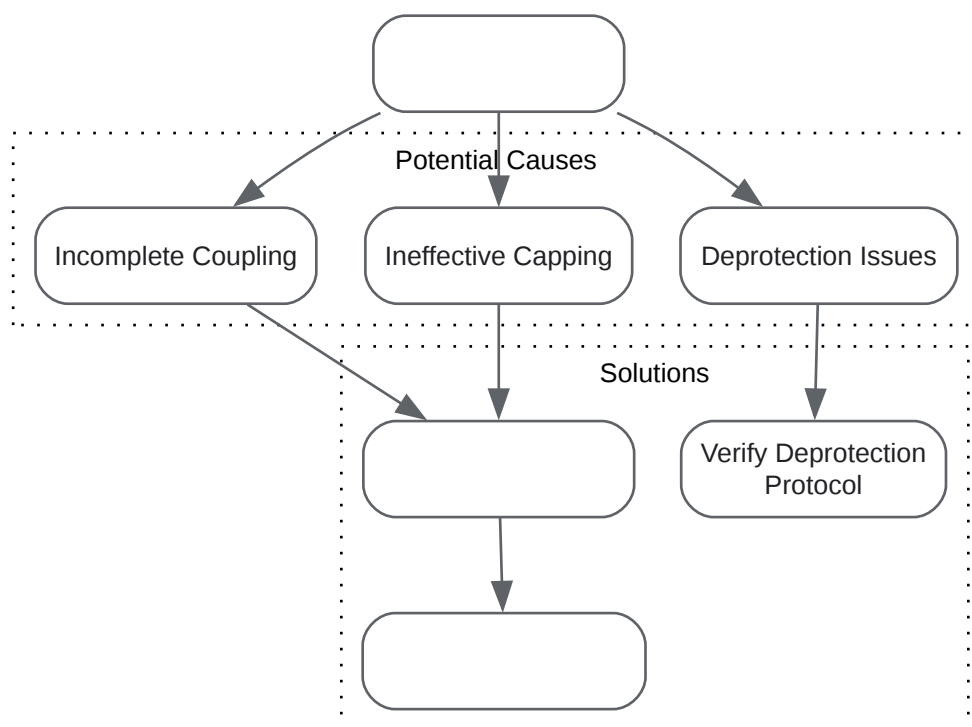 Potential Causes
Incomplete Coupling
Ineffective Capping
Deprotection Issues
Solutions
Verify Deprotection
Protocol